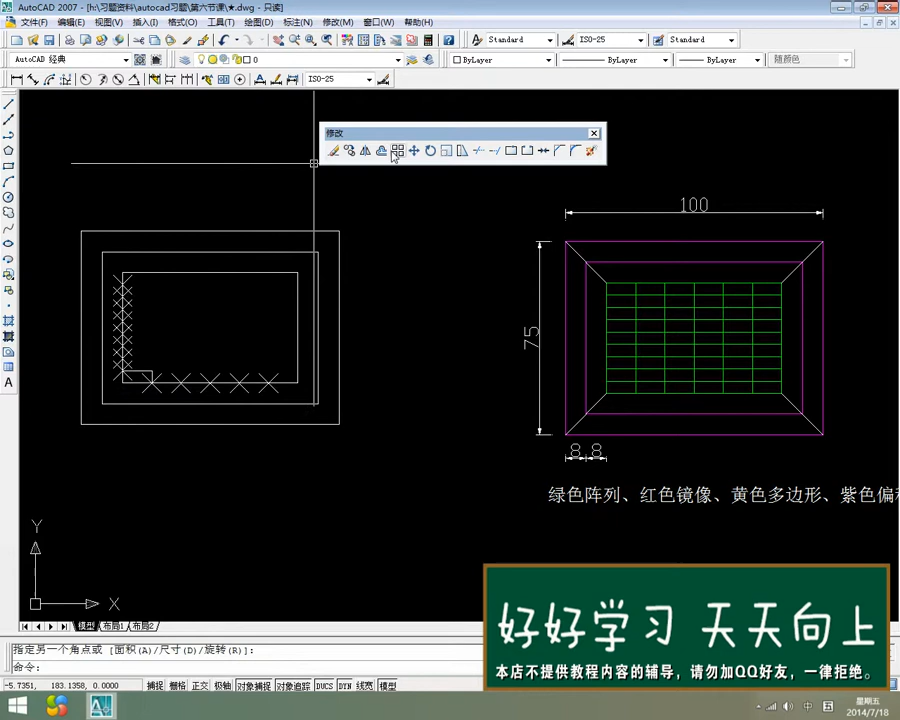 AutoCAD 2007 - [h:\习题资料\autocad习题\第六节课\★.dwg - 只读]
文件(F) 编辑(E) 视图(V) 插入(I) 格式(O) 工具(T) 绘图(D) 标注(N) 修改(M) 窗口(W) 帮助(H)
Standard ISO-25 Standard
AutoCAD 经典 0 ByLayer ByLayer ByLayer 随颜色
ISO-25
修改
A
100
75
8 8
绿色阵列、红色镜像、黄色多边形、紫色偏
Y
X
模型 布局1 布局2
好好学习 天天向上
本店不提供教程内容的辅导，请勿加QQ好友，一律拒绝。
指定另一个角点或 [面积(A)/尺寸(D)/旋转(R)]:
命令:
-5.7351, 183.1358, 0.0000 捕捉 栅格 正交 极轴 对象捕捉 对象追踪 DUCS DYN 线宽 模型
中 五
星期五
2014/7/18